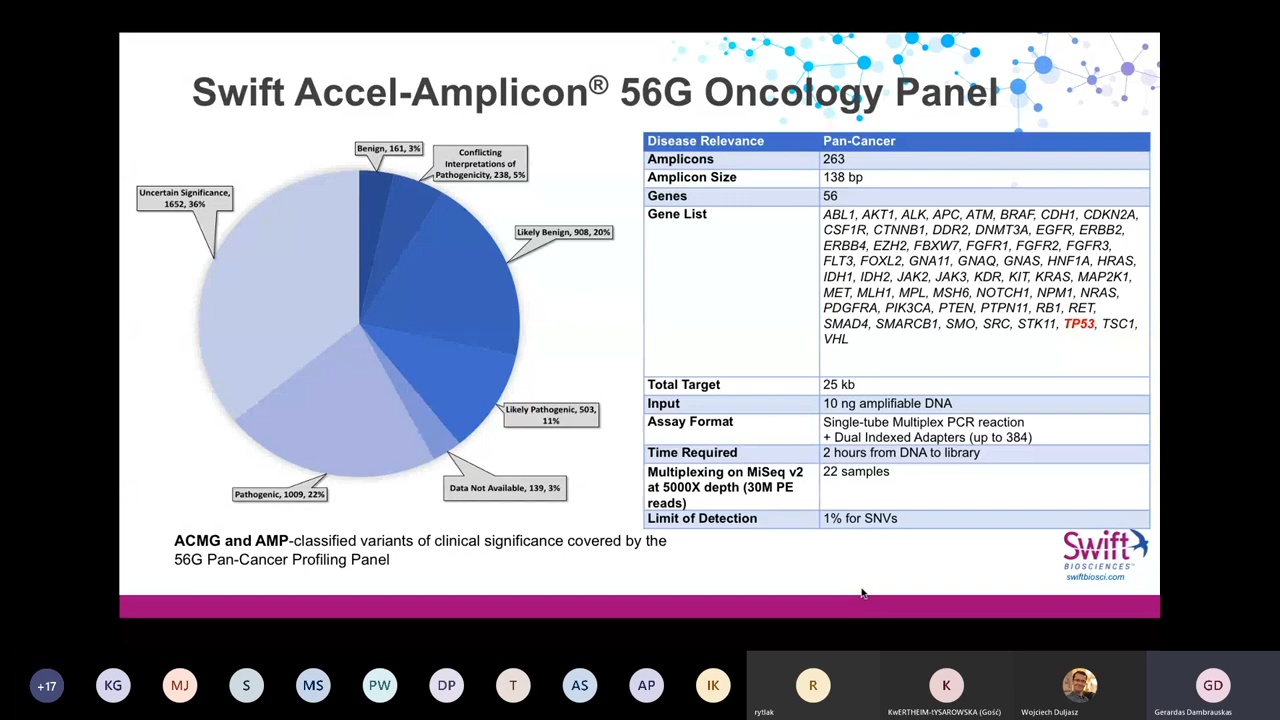 Swift Accel-Amplicon® 56G Oncology Panel
Benign, 161, 3%
Conflicting
Interpretations of
Pathogenicity, 238, 5%
Uncertain Significance,
1652, 36%
Likely Benign, 908, 20%
Likely Pathogenic, 503,
11%
Data Not Available, 139, 3%
Pathogenic, 1009, 22%
ACMG and AMP-classified variants of clinical significance covered by the
56G Pan-Cancer Profiling Panel
Disease Relevance Pan-Cancer
Amplicons 263
Amplicon Size 138 bp
Genes 56
Gene List ABL1, AKT1, ALK, APC, ATM, BRAF, CDH1, CDKN2A,
CSF1R, CTNNB1, DDR2, DNMT3A, EGFR, ERBB2,
ERBB4, EZH2, FBXW7, FGFR1, FGFR2, FGFR3,
FLT3, FOXL2, GNA11, GNAQ, GNAS, HNF1A, HRAS,
IDH1, IDH2, JAK2, JAK3, KDR, KIT, KRAS, MAP2K1,
MET, MLH1, MPL, MSH6, NOTCH1, NPM1, NRAS,
PDGFRA, PIK3CA, PTEN, PTPN11, RB1, RET,
SMAD4, SMARCB1, SMO, SRC, STK11, TP53, TSC1,
VHL
Total Target 25 kb
Input 10 ng amplifiable DNA
Assay Format Single-tube Multiplex PCR reaction
+ Dual Indexed Adapters (up to 384)
Time Required 2 hours from DNA to library
Multiplexing on MiSeq v2 22 samples
at 5000X depth (30M PE
reads)
Limit of Detection 1% for SNVs
Swift
BIOSCIENCES™
swiftbiosci.com
+17 KG MJ S MS PW DP T AS AP IK R K GD
rytlak KwERTHEIM-tYSAROWSKA (Gość) Wojciech Duljasz Gerardas Dambrauskas